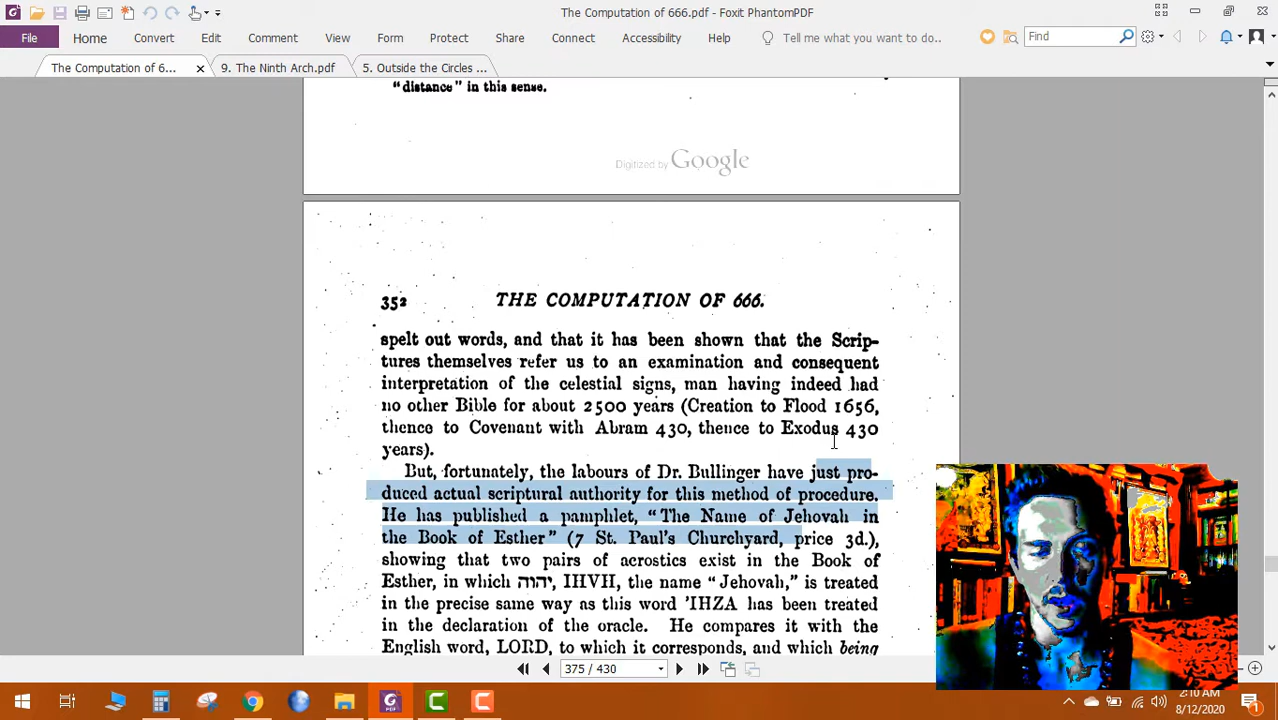 The Computation of 666.pdf - Foxit PhantomPDF
File
Home
Convert
Edit
Comment
View
Form
Protect
Share
Connect
Accessibility
Help
Tell me what you want to do..
Find
The Computation of 6...
9. The Ninth Arch.pdf
5. Outside the Circles ...
"distance" in this sense.
Digitized by Google
352 THE COMPUTATION OF 666.
spelt out words, and that it has been shown that the Scrip-
tures themselves refer us to an examination and consequent
interpretation of the celestial signs, man having indeed had
no other Bible for about 2500 years (Creation to Flood 1656,
thence to Covenant with Abram 430, thence to Exodus 430
years).
But, fortunately, the labours of Dr. Bullinger have just pro-
duced actual scriptural authority for this method of procedure.
He has published a pamphlet, "The Name of Jehovah in
the Book of Esther" (7 St. Paul's Churchyard, price 3d.),
showing that two pairs of acrostics exist in the Book of
Esther, in which יהוה, IHVH, the name "Jehovah," is treated
in the precise same way as this word 'IHZA has been treated
in the declaration of the oracle. He compares it with the
English word, LORD, to which it corresponds, and which being
375 / 430
2:10 AM
8/12/2020